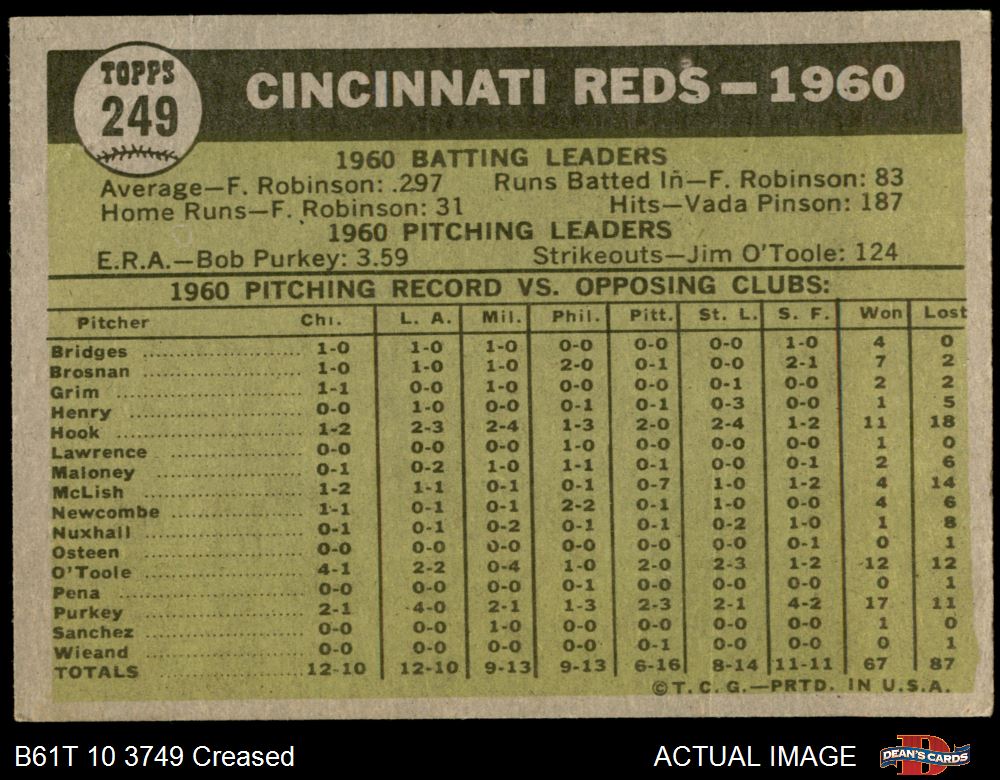 TOPPS
249
CINCINNATI REDS—1960
1960 BATTING LEADERS
Average—F. Robinson: .297 Runs Batted In—F. Robinson: 83
Home Runs—F. Robinson: 31 Hits—Vada Pinson: 187
1960 PITCHING LEADERS
E.R.A.—Bob Purkey: 3.59 Strikeouts—Jim O'Toole: 124
1960 PITCHING RECORD VS. OPPOSING CLUBS:
Pitcher Chi. L. A. Mil. Phil. Pitt. St. L. S. F. Won Lost
Bridges 1-0 1-0 1-0 0-0 0-0 0-0 1-0 4 0
Brosnan 1-0 1-0 1-0 2-0 0-1 0-0 2-1 7 2
Grim 1-1 0-0 1-0 0-0 0-0 0-1 0-0 2 2
Henry 0-0 1-0 0-0 0-1 0-1 0-3 0-0 1 5
Hook 1-2 2-3 2-4 1-3 2-0 2-4 1-2 11 18
Lawrence 0-0 0-0 0-0 1-0 0-0 0-0 0-0 1 0
Maloney 0-1 0-2 1-0 1-1 0-1 0-0 0-1 2 6
McLish 1-2 1-1 0-1 0-1 0-7 1-0 1-2 4 14
Newcombe 1-1 0-1 0-1 2-2 0-1 1-0 0-0 4 6
Nuxhall 0-1 0-1 0-2 0-1 0-1 0-2 1-0 1 8
Osteen 0-0 0-0 0-0 0-0 0-0 0-0 0-1 0 1
O'Toole 4-1 2-2 0-4 1-0 2-0 2-3 1-2 12 12
Pena 0-0 0-0 0-0 0-1 0-0 0-0 0-0 0 1
Purkey 2-1 4-0 2-1 1-3 2-3 2-1 4-2 17 11
Sanchez 0-0 0-0 1-0 0-0 0-0 0-0 0-0 1 0
Wieand 0-0 0-0 0-0 0-0 0-1 0-0 0-0 0 1
TOTALS 12-10 12-10 9-13 9-13 6-16 8-14 11-11 67 87
©T. C. G.—PRTD. IN U.S.A.
B61T 10 3749 Creased ACTUAL IMAGE DEAN'S CARDS